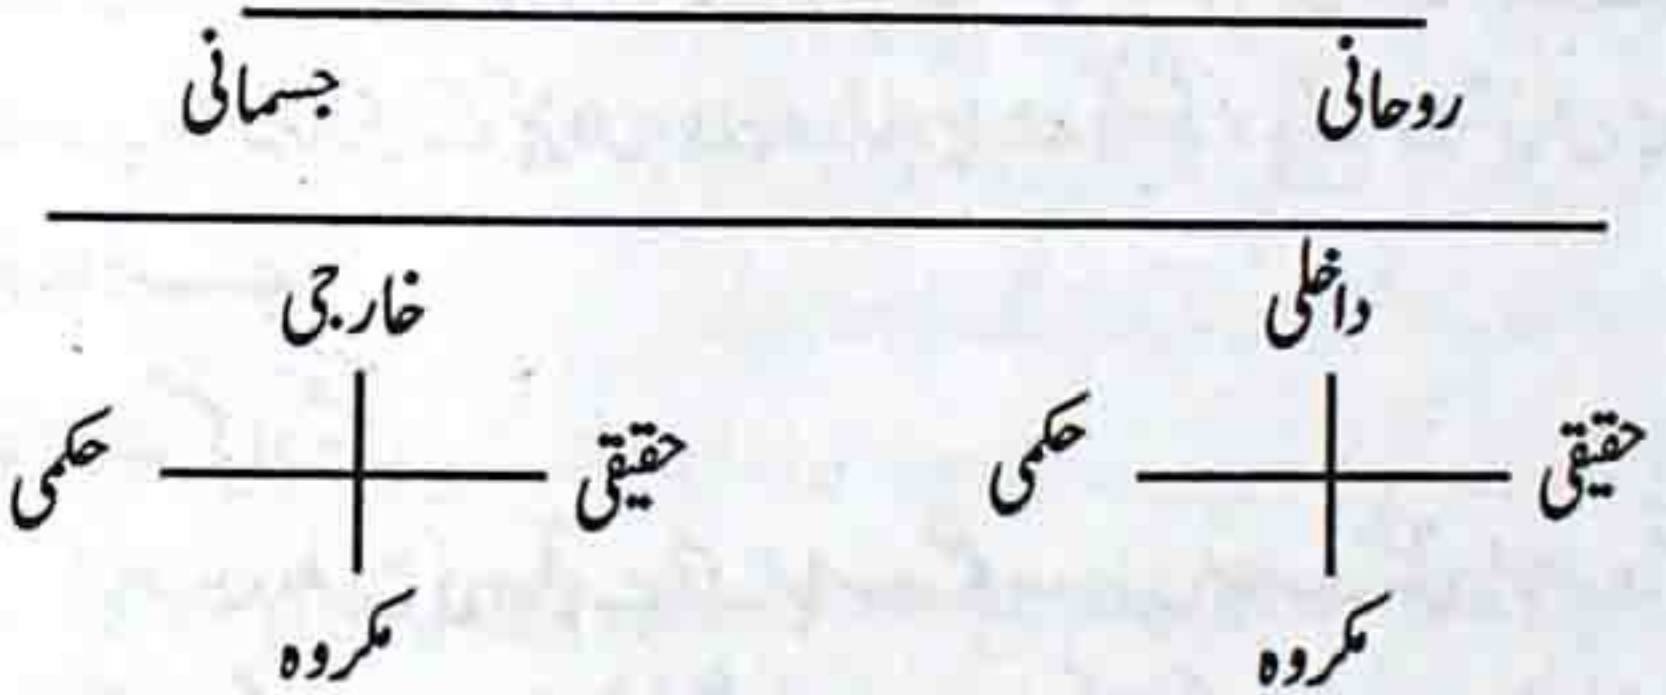 روحانی جسمانی
داخلی خارجی
حقیقی حکمی حقیقی حکمی
مکروہ مکروہ